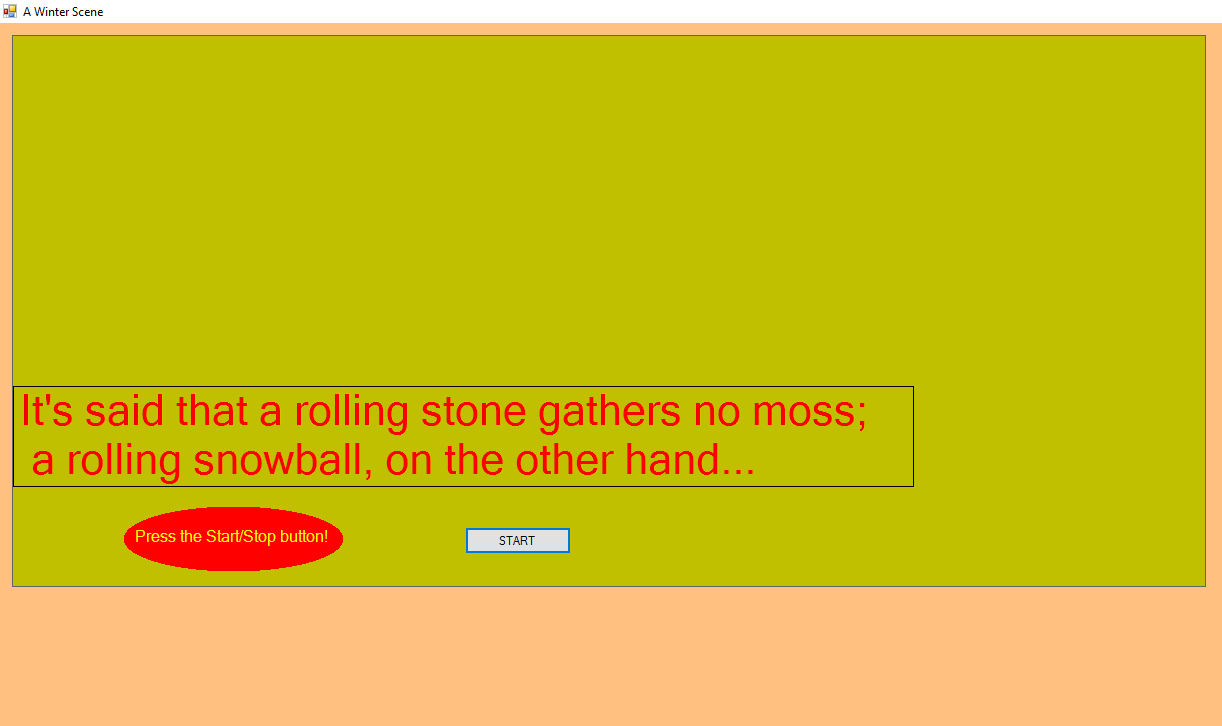 A Winter Scene
It's said that a rolling stone gathers no moss;
a rolling snowball, on the other hand...
Press the Start/Stop button!
START